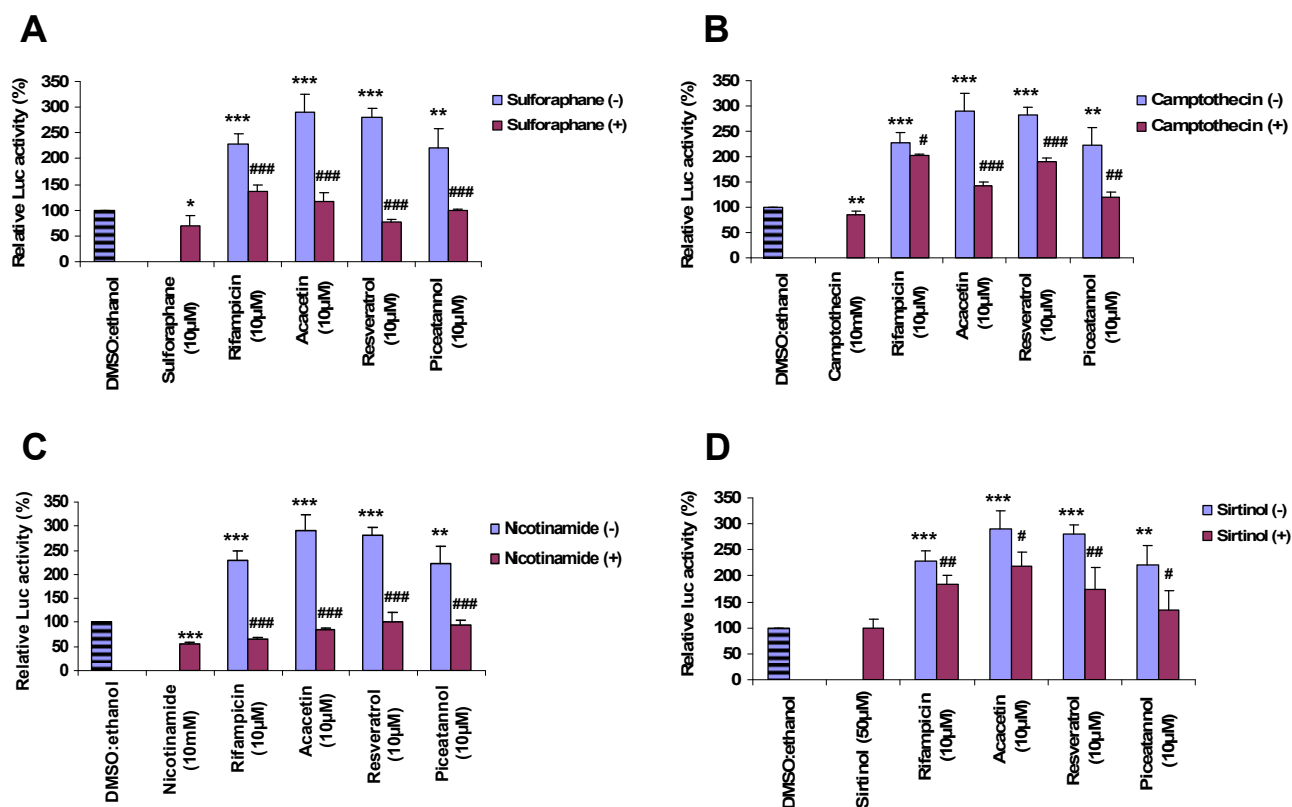 A
Relative Luc activity (%)
350
300
250
200
150
100
50
0
*
***
###
***
###
***
###
**
###
Sulforaphane (-)
Sulforaphane (+)
DMSO:ethanol
Sulforaphane
(10µM)
Rifampicin
(10µM)
Acacetin
(10µM)
Resveratrol
(10µM)
Piceatannol
(10µM)
B
Relative Luc activity (%)
350
300
250
200
150
100
50
0
**
***
#
***
###
***
###
**
##
Camptothecin (-)
Camptothecin (+)
DMSO:ethanol
Camptothecin
(10mM)
Rifampicin
(10µM)
Acacetin
(10µM)
Resveratrol
(10µM)
Piceatannol
(10µM)
C
Relative Luc activity (%)
350
300
250
200
150
100
50
0
***
***
###
***
###
***
###
**
###
Nicotinamide (-)
Nicotinamide (+)
DMSO:ethanol
Nicotinamide
(10mM)
Rifampicin
(10µM)
Acacetin
(10µM)
Resveratrol
(10µM)
Piceatannol
(10µM)
D
Relative luc activity (%)
350
300
250
200
150
100
50
0
***
##
***
#
***
##
**
#
Sirtinol (-)
Sirtinol (+)
DMSO:ethanol
Sirtinol (50µM)
Rifampicin
(10µM)
Acacetin
(10µM)
Resveratrol
(10µM)
Piceatannol
(10µM)